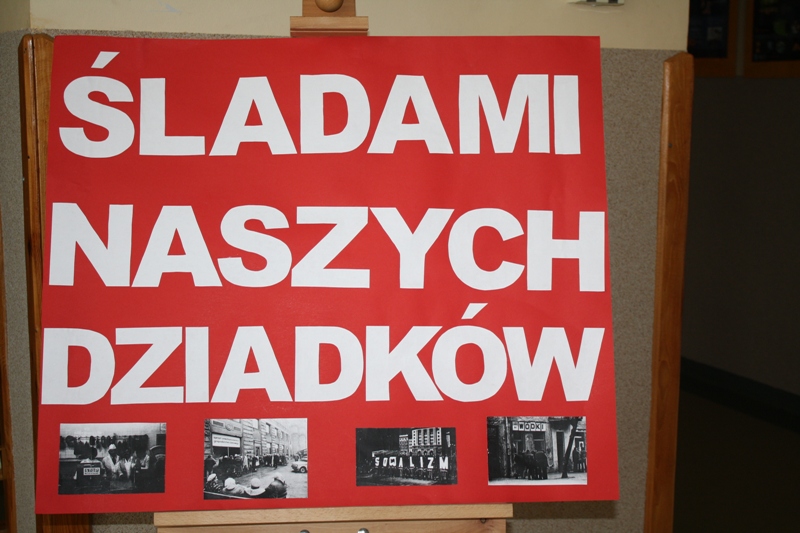 ŚLADAMI
NASZYCH
DZIADKÓW
SOCJALIZM
WÓDKI